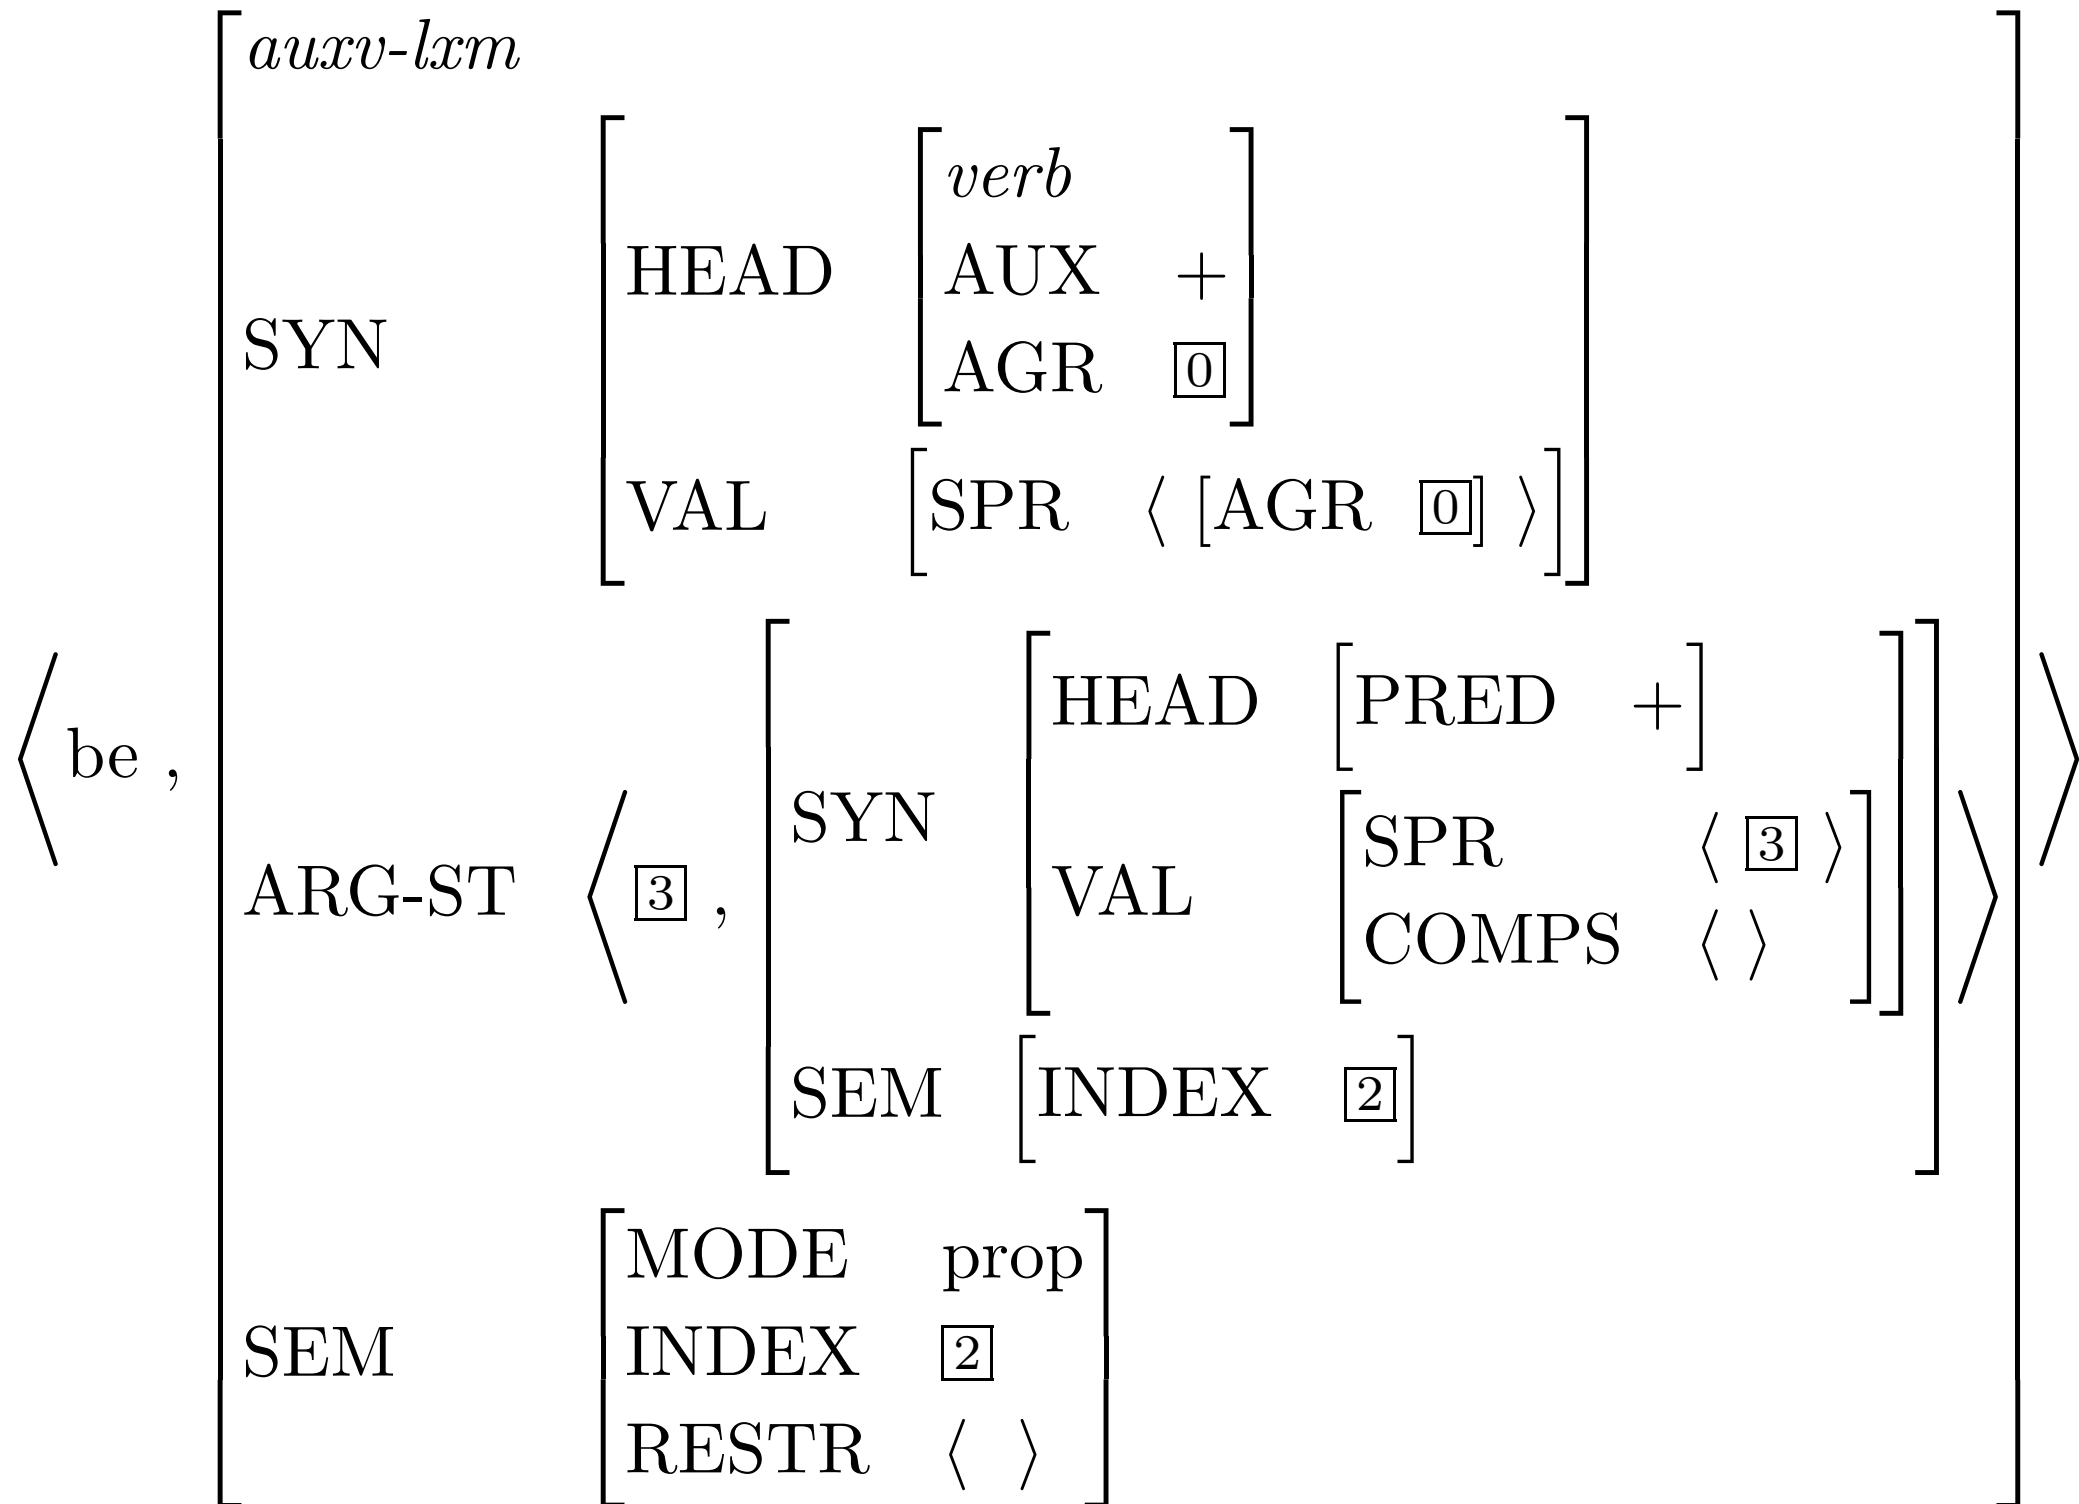 auxv-lxm
verb
HEAD AUX +
SYN AGR 0
VAL [SPR ⟨ [AGR 0] ⟩]
HEAD [PRED +]
⟨be , SYN SPR ⟨ 3 ⟩
ARG-ST ⟨3 , VAL COMPS ⟨ ⟩
SEM [INDEX 2]
MODE prop
SEM INDEX 2
RESTR ⟨ ⟩